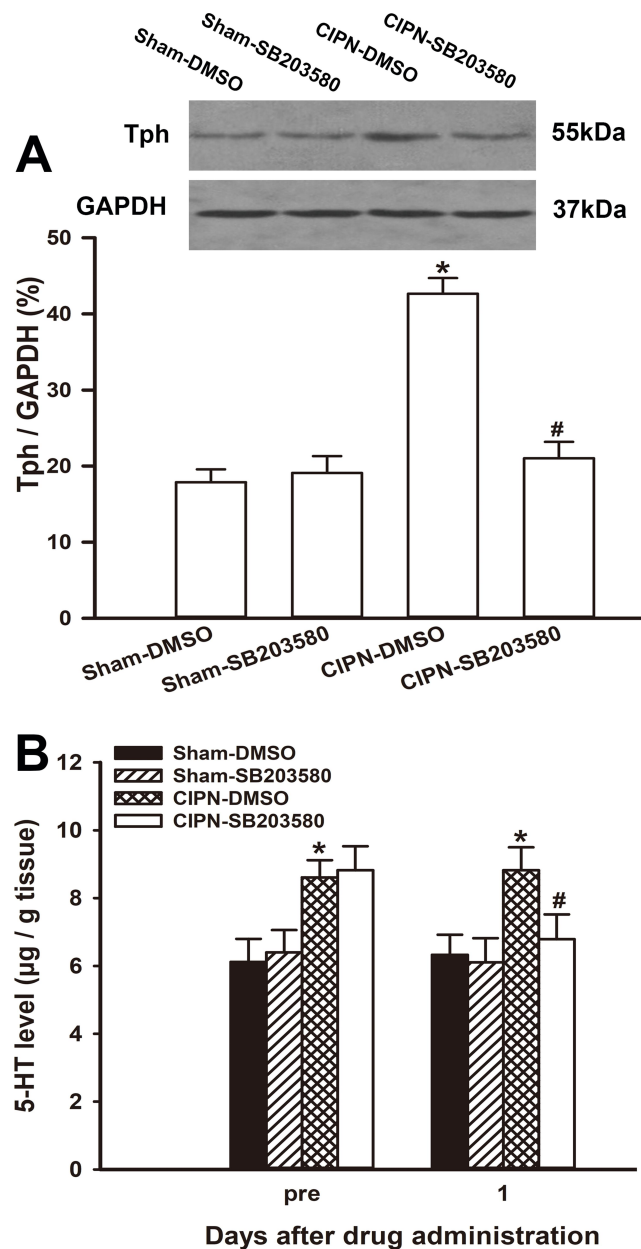 Sham-DMSO
Sham-SB203580
CIPN-DMSO
CIPN-SB203580
A
Tph
55kDa
GAPDH
37kDa
Tph / GAPDH (%)
50
40
30
20
10
0
*
#
Sham-DMSO
Sham-SB203580
CIPN-DMSO
CIPN-SB203580
B
Sham-DMSO
Sham-SB203580
CIPN-DMSO
CIPN-SB203580
5-HT level (µg / g tissue)
12
10
8
6
4
2
0
*
*
#
pre
1
Days after drug administration